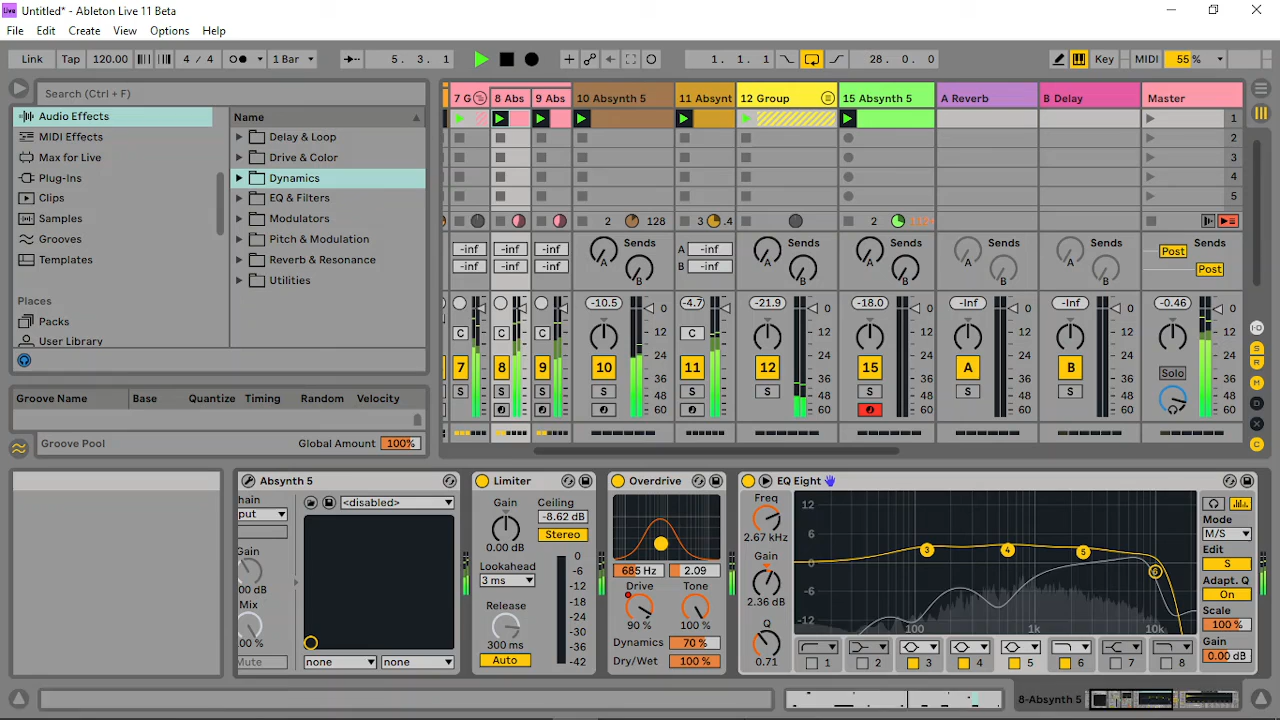 Live Untitled* - Ableton Live 11 Beta
File Edit Create View Options Help
Link Tap 120.00 4 / 4 1 Bar 5. 3. 1 1. 1. 1 28. 0. 0 Key MIDI 55 %
Search (Ctrl + F)
Audio Effects
MIDI Effects
Max for Live
Plug-Ins
Clips
Samples
Grooves
Templates
Places
Packs
User Library
Name
Delay & Loop
Drive & Color
Dynamics
EQ & Filters
Modulators
Pitch & Modulation
Reverb & Resonance
Utilities
Groove Name Base Quantize Timing Random Velocity
Groove Pool Global Amount 100%
7 G 8 Abs 9 Abs 10 Absynth 5 11 Absynt 12 Group 15 Absynth 5 A Reverb B Delay Master
1
2
3
4
5
2 128 3 .4 2
-inf -inf -inf Sends A -inf Sends Sends Sends Sends Sends
-inf -inf -inf A B B -inf A B A B A B A B Post Post
-10.5 -4.7 -21.9 -18.0 -Inf -Inf -0.46
0 0 0 0 0 0
12 12 12 12 12 12
24 24 24 24 24 24
36 36 36 36 36 36
48 48 48 48 48 48
60 60 60 60 60 60
C C Solo
7 8 9 10 11 12 15 A B
S S S S S S S S S
I-O
S
R
M
D
X
C
Absynth 5
hain
put
<disabled>
Gain
00 dB
Mix
00 %
Mute
none none
Limiter
Gain Ceiling
-8.62 dB
0.00 dB Stereo
Lookahead
3 ms
Release
300 ms
Auto
0
-6
-12
-18
-24
-30
-36
-42
Overdrive
685 Hz 2.09
Drive Tone
90 % 100 %
Dynamics 70 %
Dry/Wet 100 %
EQ Eight
Freq
2.67 kHz
Gain
2.36 dB
Q
0.71
12
6
0
-6
-12
3 4 5 6
100 1k 10k
1 2 3 4 5 6 7 8
Mode
M/S
Edit
S
Adapt. Q
On
Scale
100 %
Gain
0.00 dB
8-Absynth 5